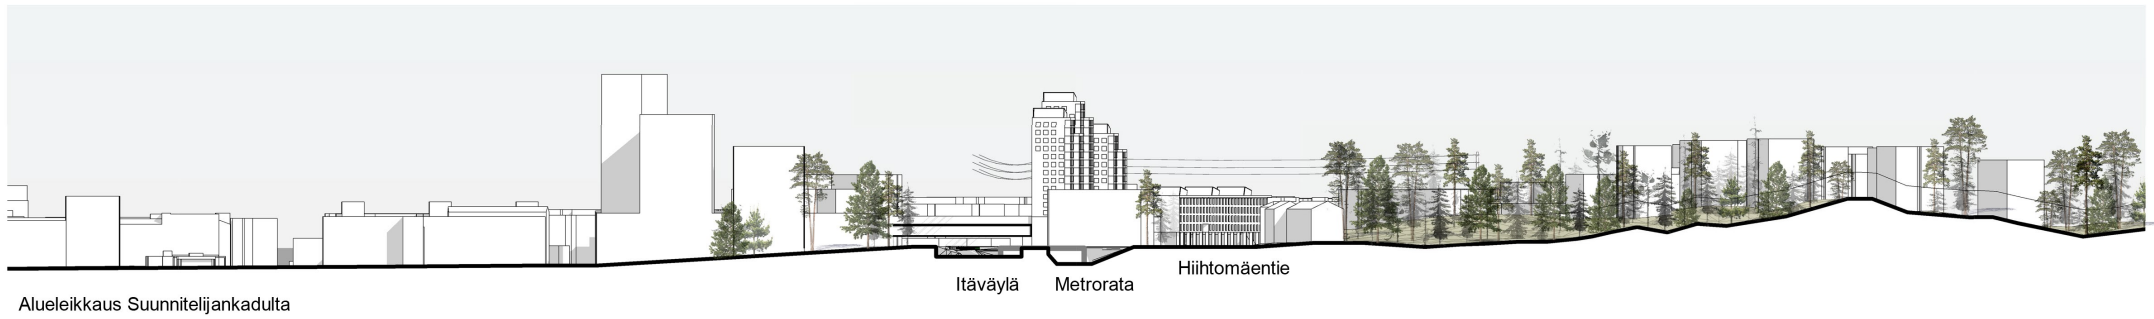 Hiihtomäentie
Itäväylä
Metrorata
Alueleikkaus Suunnitelijankadulta